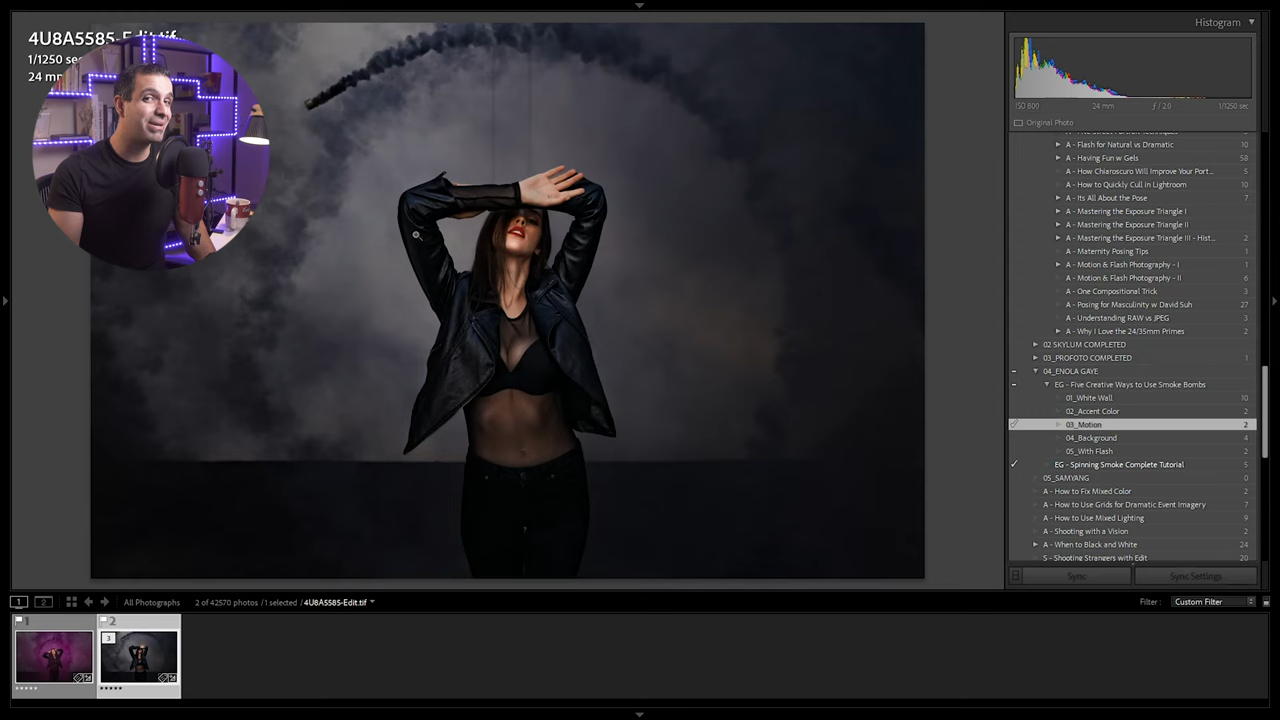 4U8A5585-Edit.tif
1/1250 sec
24 mm
Histogram
ISO 800 24 mm ƒ / 2.0 1/1250 sec
Original Photo
A - Flash for Natural vs Dramatic 10
A - Having Fun w Gels 58
A - How Chiaroscuro Will Improve Your Port... 5
A - How to Quickly Cull in Lightroom 10
A - Its All About the Pose 7
A - Mastering the Exposure Triangle I
A - Mastering the Exposure Triangle II
A - Mastering the Exposure Triangle III - Hist... 2
A - Maternity Posing Tips 1
A - Motion & Flash Photography - I 1
A - Motion & Flash Photography - II 6
A - One Compositional Trick 3
A - Posing for Masculinity w David Suh 27
A - Understanding RAW vs JPEG 3
A - Why I Love the 24/35mm Primes 2
02 SKYLUM COMPLETED
03_PROFOTO COMPLETED 1
04_ENOLA GAYE
EG - Five Creative Ways to Use Smoke Bombs
01_White Wall 10
02_Accent Color 2
03_Motion 2
04_Background 4
05_With Flash 2
EG - Spinning Smoke Complete Tutorial 5
05_SAMYANG 0
A - How to Fix Mixed Color 2
A - How to Use Grids for Dramatic Event Imagery 7
A - How to Use Mixed Lighting 9
A - Shooting with a Vision 2
A - When to Black and White 24
S - Shooting Strangers with Edit 20
Sync Sync Settings
1 2 All Photographs 2 of 42570 photos / 1 selected / 4U8A5585-Edit.tif Filter : Custom Filter
1 2
3